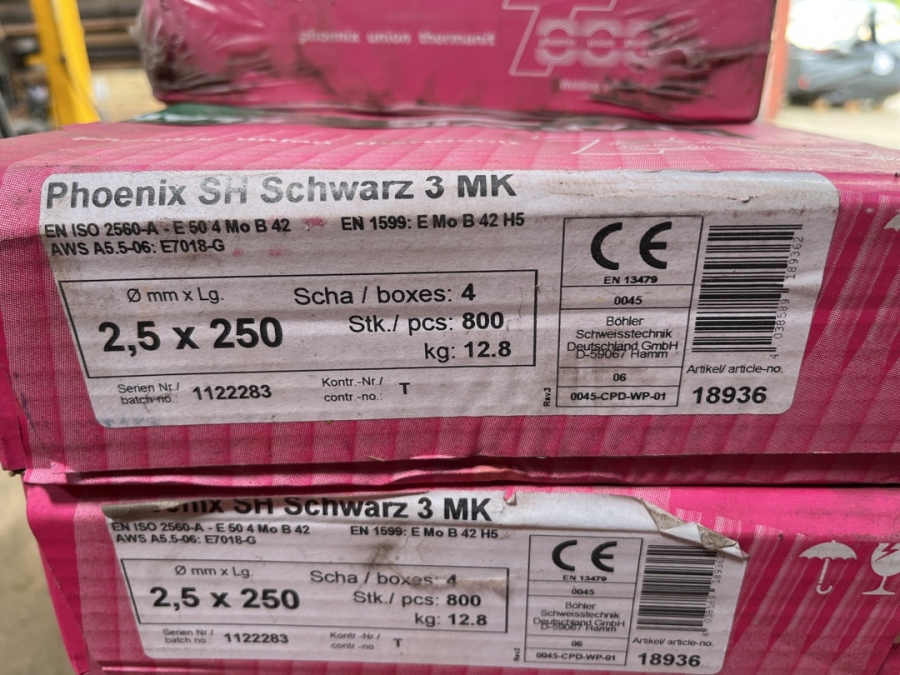 phoenix union thermanit
Phoenix SH Schwarz 3 MK
EN ISO 2560-A - E 50 4 Mo B 42 EN 1599: E Mo B 42 H5
AWS A5.5-06: E7018-G
Ø mm x Lg. Scha / boxes: 4
2,5 x 250 Stk./ pcs: 800
kg: 12.8
Serien Nr./ batch-no.: 1122283 Kontr.-Nr./ contr.-no.: T
Rev3
CE
EN 13479
0045
Böhler
Schweisstechnik
Deutschland GmbH
D-59067 Hamm
06
0045-CPD-WP-01
4 038589 189362
Artikel/ article-no.
18936
SH Schwarz 3 MK
EN ISO 2560-A - E 50 4 Mo B 42 EN 1599: E Mo B 42 H5
AWS A5.5-06: E7018-G
Ø mm x Lg. Scha / boxes: 4
2,5 x 250 Stk./ pcs: 800
kg: 12.8
Serien Nr./ batch no. 1122283 Kontr.-Nr./ contr.-no. T
Rev3
CE
EN 13479
0045
Böhler
Schweisstechnik
Deutschland GmbH
D-59067 Hamm
06
0045-CPD-WP-01
Artikel/ article-no.
18936